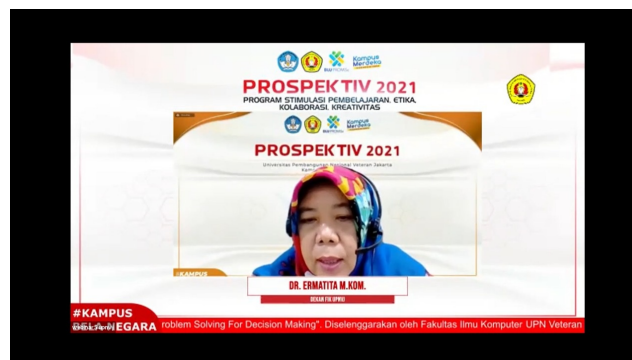 Kampus
Merdeka
PROSPEKTIV 2021
PROGRAM STIMULASI PEMBELAJARAN, ETIKA,
KOLABORASI, KREATIVITAS
Kampus
Merdeka
PROSPEKTIV 2021
Universitas Pembangunan Nasional Veteran Jakarta
#KAMPUS
DR. ERMATITA M.KOM.
DEKAN FIK UPNVJ
#KAMPUS
BELA NEGARA
roblem Solving For Decision Making". Diselenggarakan oleh Fakultas Ilmu Komputer UPN Veteran